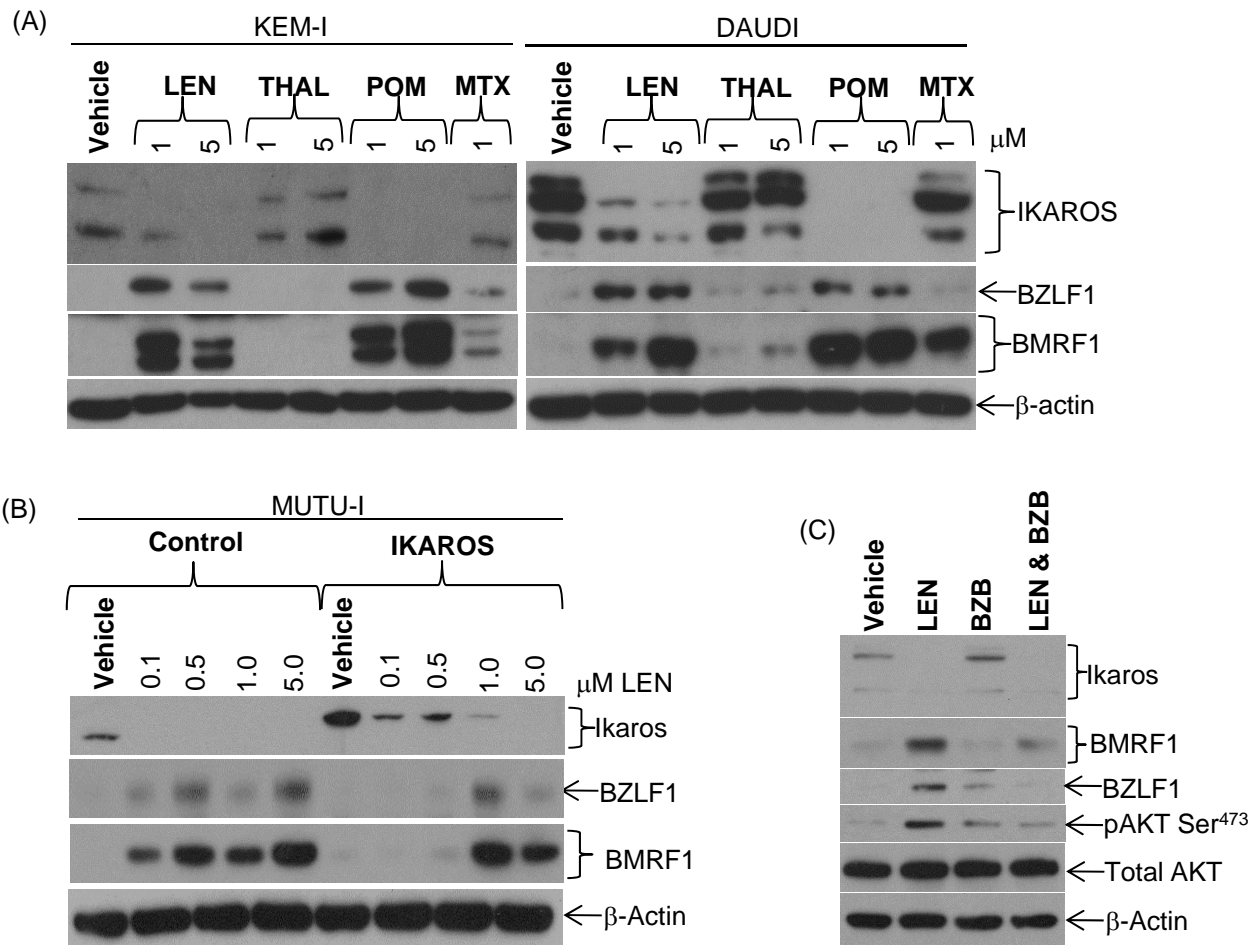 (A)
KEM-I
DAUDI
Vehicle
LEN
THAL
POM
MTX
Vehicle
LEN
THAL
POM
MTX
1
5
1
5
1
5
1
1
5
1
5
1
5
1
μM
IKAROS
BZLF1
BMRF1
β-actin
(B)
MUTU-I
Control
IKAROS
Vehicle
0.1
0.5
1.0
5.0
Vehicle
0.1
0.5
1.0
5.0
μM LEN
Ikaros
BZLF1
BMRF1
β-Actin
(C)
Vehicle
LEN
BZB
LEN & BZB
Ikaros
BMRF1
BZLF1
pAKT Ser473
Total AKT
β-Actin